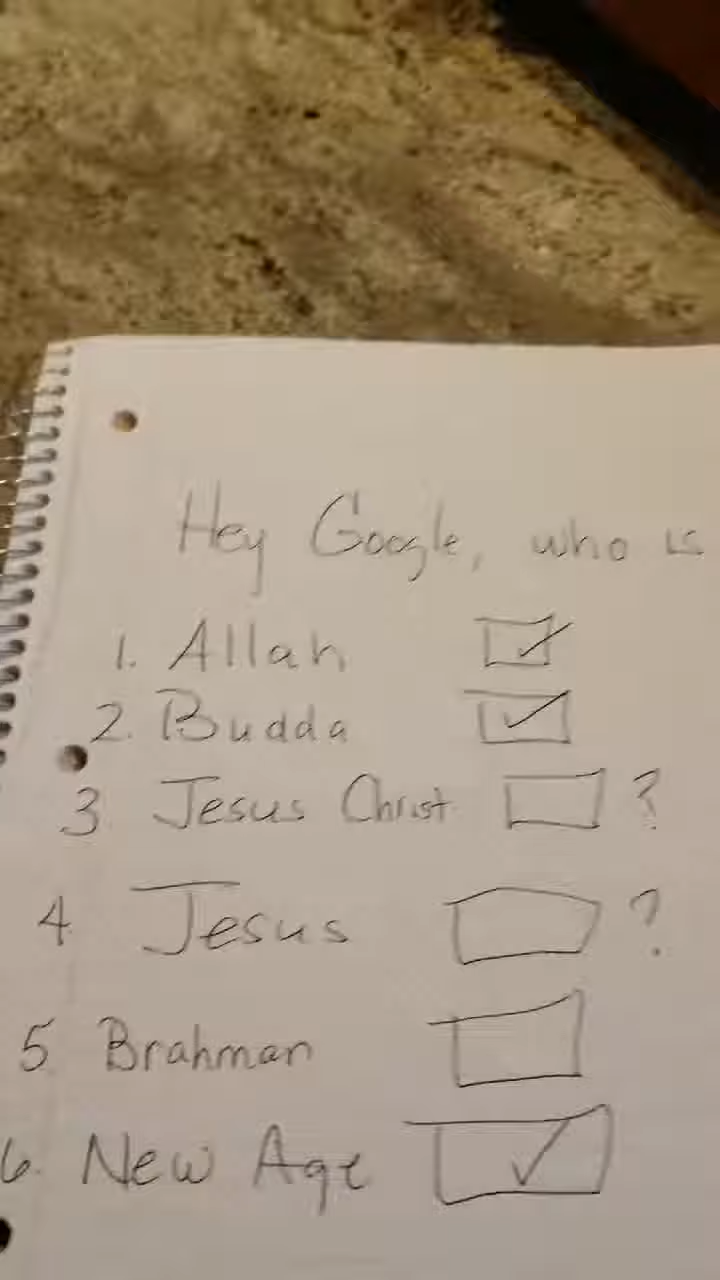 Hey Google, who is
1. Allah ☑
2. Budda ☑
3 Jesus Christ ☐ ?
4 Jesus ☐ ?
5 Brahman ☐
6. New Age ☑